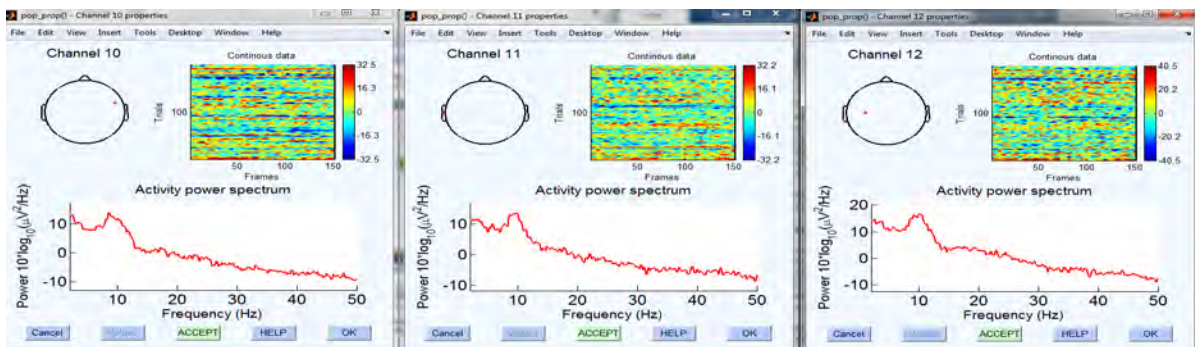 pop_prop() - Channel 10 properties
File Edit View Insert Tools Desktop Window Help
Channel 10
Continous data
32.5
16.3
0
-16.3
-32.5
Trials
100
50 100 150
Frames
Activity power spectrum
Power 10*log10(μV2/Hz)
10
0
-10
10 20 30 40 50
Frequency (Hz)
Cancel ACCEPT HELP OK
pop_prop() - Channel 11 properties
File Edit View Insert Tools Desktop Window Help
Channel 11
Continous data
32.2
16.1
0
-16.1
-32.2
Trials
100
50 100 150
Frames
Activity power spectrum
Power 10*log10(μV2/Hz)
10
0
-10
10 20 30 40 50
Frequency (Hz)
Cancel ACCEPT HELP OK
pop_prop() - Channel 12 properties
File Edit View Insert Tools Desktop Window Help
Channel 12
Continous data
40.5
20.3
0
-20.3
-40.5
Trials
100
50 100 150
Frames
Activity power spectrum
Power 10*log10(μV2/Hz)
20
10
0
-10
10 20 30 40 50
Frequency (Hz)
Cancel ACCEPT HELP OK